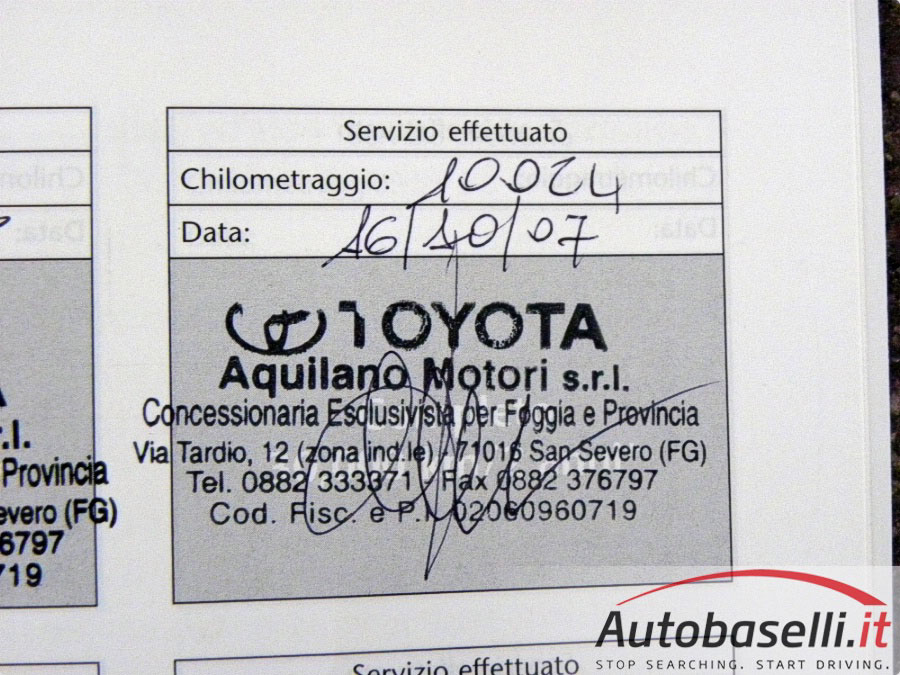 Servizio effettuato
Chilometraggio: 10024
Data: 16/10/07
TOYOTA
Aquilano Motori s.r.l.
Concessionaria Esclusivista per Foggia e Provincia
Via Tardio, 12 (zona ind.le) - 71016 San Severo (FG)
Tel. 0882 333371 - Fax 0882 376797
Cod. Fisc. e P.I. 02060960719
.l.
Provincia
evero (FG)
6797
719
Servizio effettuato
Autobaselli.it
STOP SEARCHING. START DRIVING.